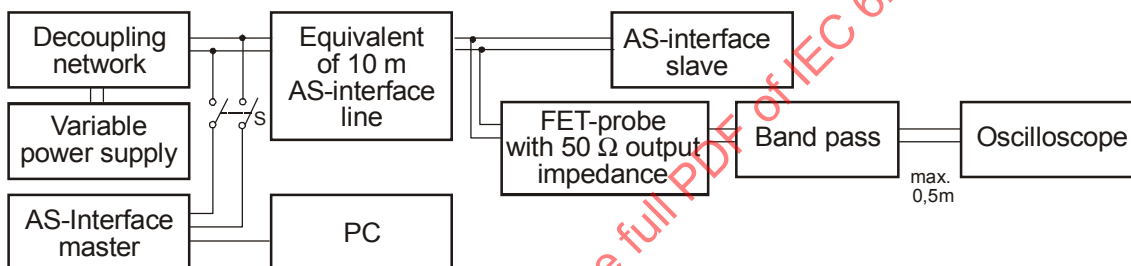 Decoupling
network
Variable
power supply
AS-Interface
master
S
Equivalent
of 10 m
AS-interface
line
PC
AS-interface
slave
FET-probe
with 50 Ω output
impedance
Band pass
max.
0,5m
Oscilloscope
e full PDF of IEC 6